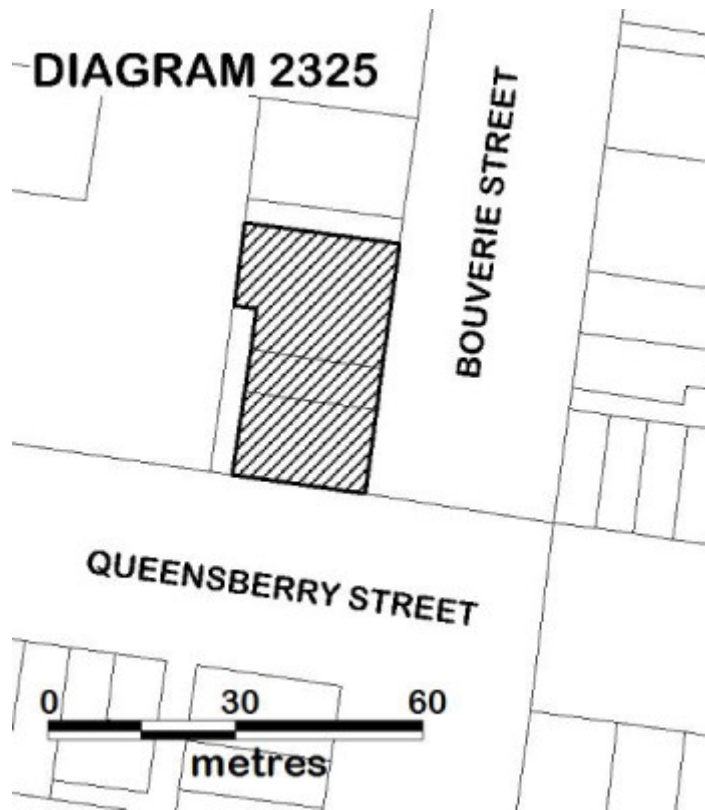 DIAGRAM 2325
BOUVERIE STREET
QUEENSBERRY STREET
0 30 60
metres